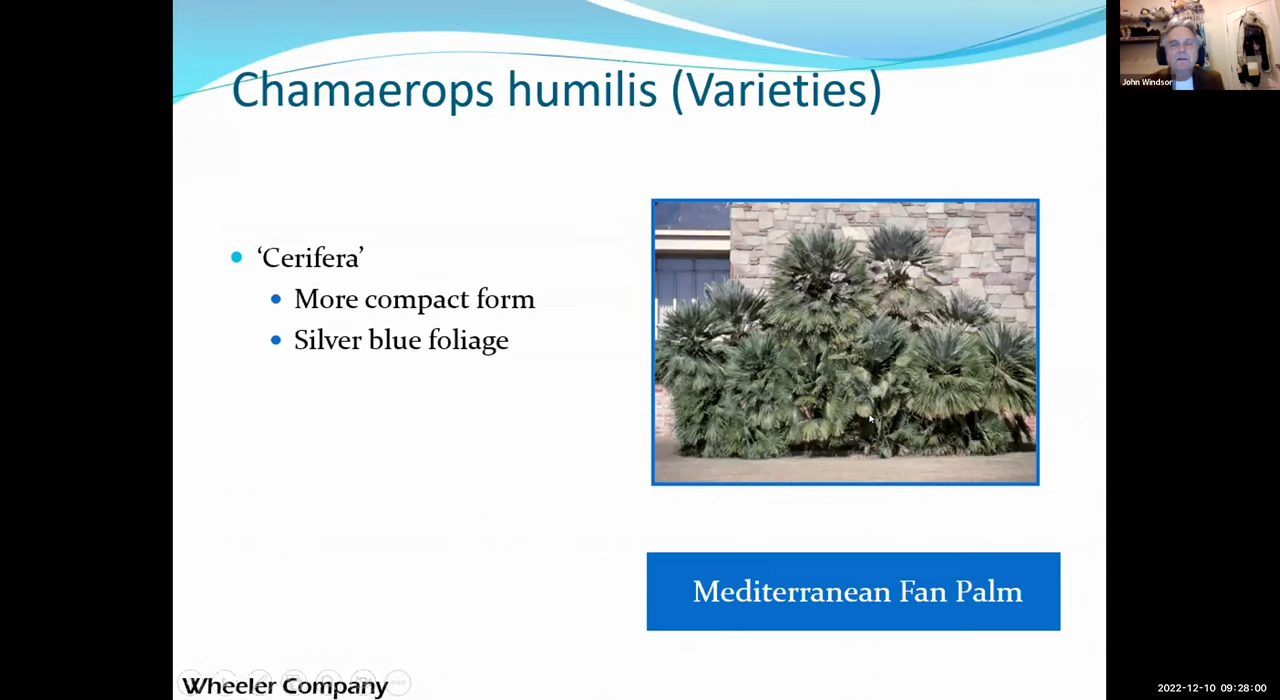 Chamaerops humilis (Varieties)
‘Cerifera’
More compact form
Silver blue foliage
Mediterranean Fan Palm
Wheeler Company
John Windsor
2022-12-10 09:28:00